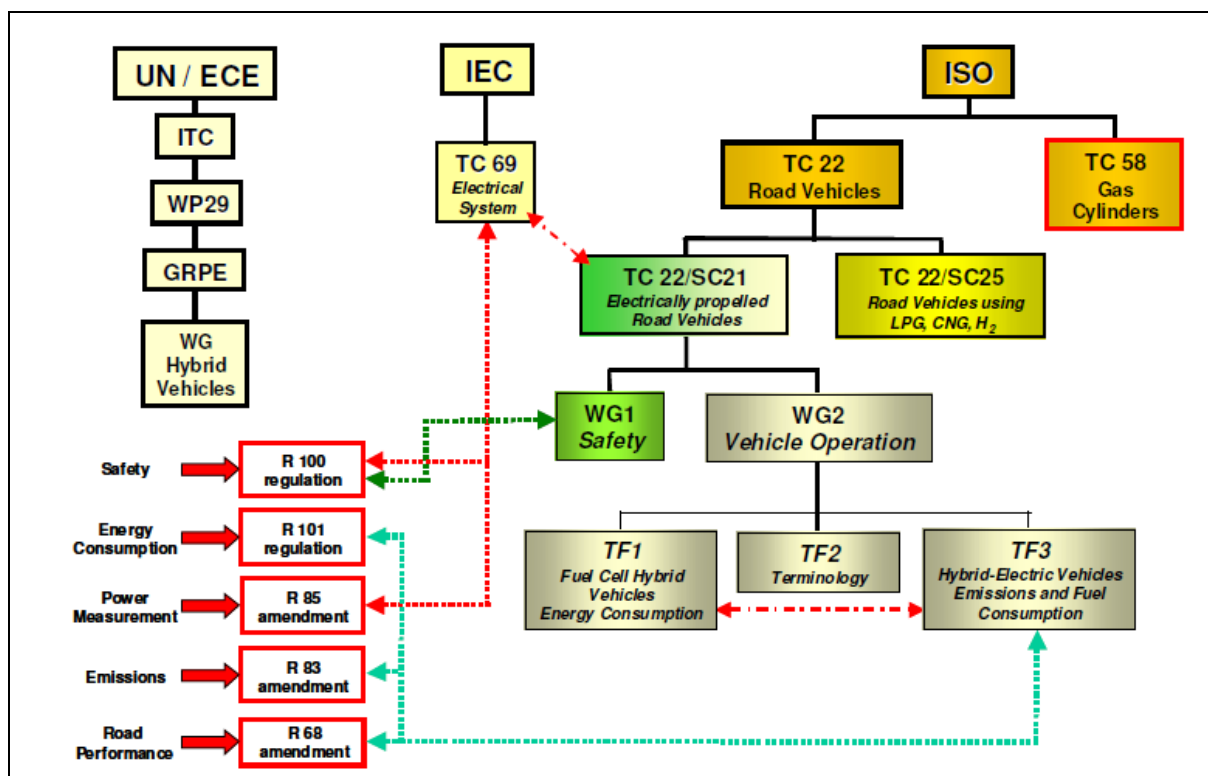 UN / ECE
ITC
WP29
GRPE
WG
Hybrid
Vehicles
IEC
TC 69
Electrical
System
ISO
TC 22
Road Vehicles
TC 58
Gas
Cylinders
TC 22/SC21
Electrically propelled
Road Vehicles
TC 22/SC25
Road Vehicles using
LPG, CNG, H₂
WG1
Safety
WG2
Vehicle Operation
TF1
Fuel Cell Hybrid
Vehicles
Energy Consumption
TF2
Terminology
TF3
Hybrid-Electric Vehicles
Emissions and Fuel
Consumption
Safety
R 100
regulation
Energy
Consumption
R 101
regulation
Power
Measurement
R 85
amendment
Emissions
R 83
amendment
Road
Performance
R 68
amendment